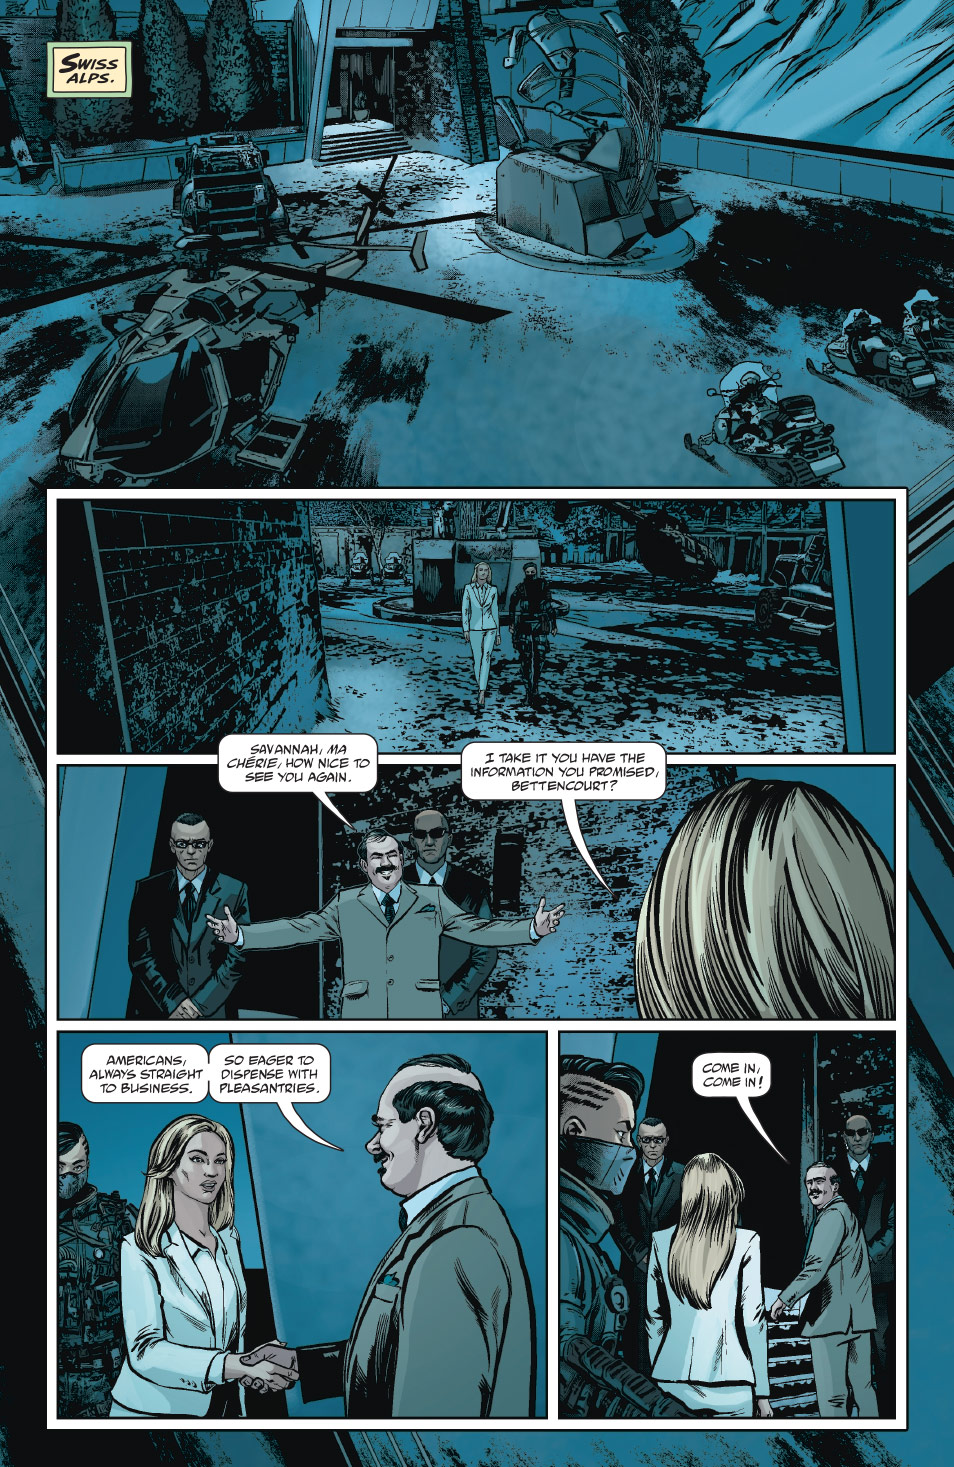 SWISS
ALPS.
SAVANNAH, MA
CHÉRIE, HOW NICE TO
SEE YOU AGAIN.
I TAKE IT YOU HAVE THE
INFORMATION YOU PROMISED,
BETTENCOURT?
AMERICANS,
ALWAYS STRAIGHT
TO BUSINESS.
SO EAGER TO
DISPENSE WITH
PLEASANTRIES.
COME IN,
COME IN!